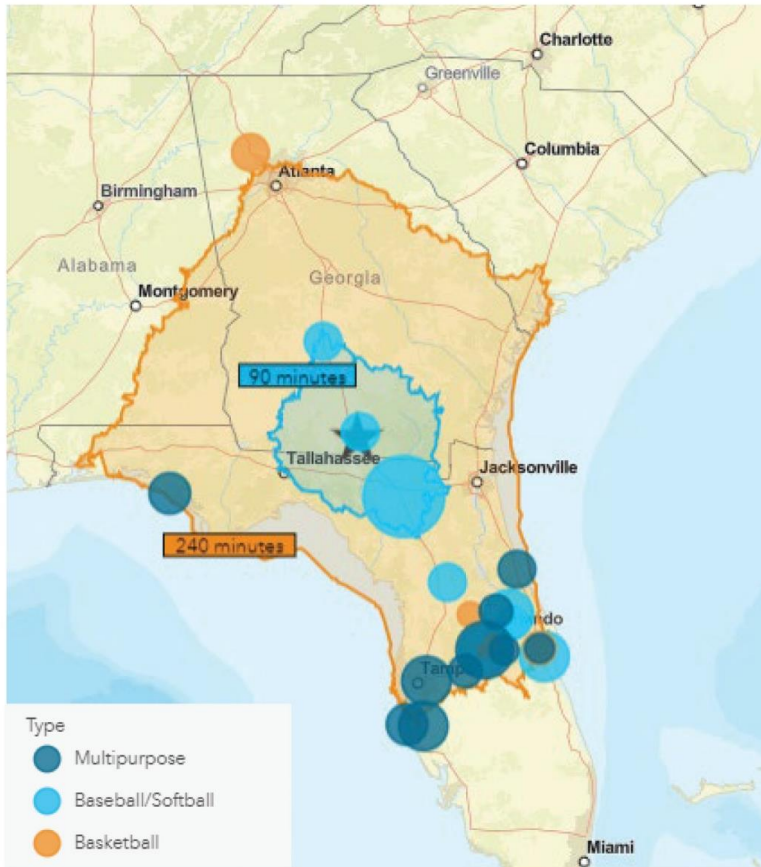 Charlotte
Greenville
Columbia
Atlanta
Birmingham
Alabama
Georgia
Montgomery
90 minutes
Tallahassee
Jacksonville
240 minutes
ando
Tamp
Type
Multipurpose
Baseball/Softball
Basketball
Miami